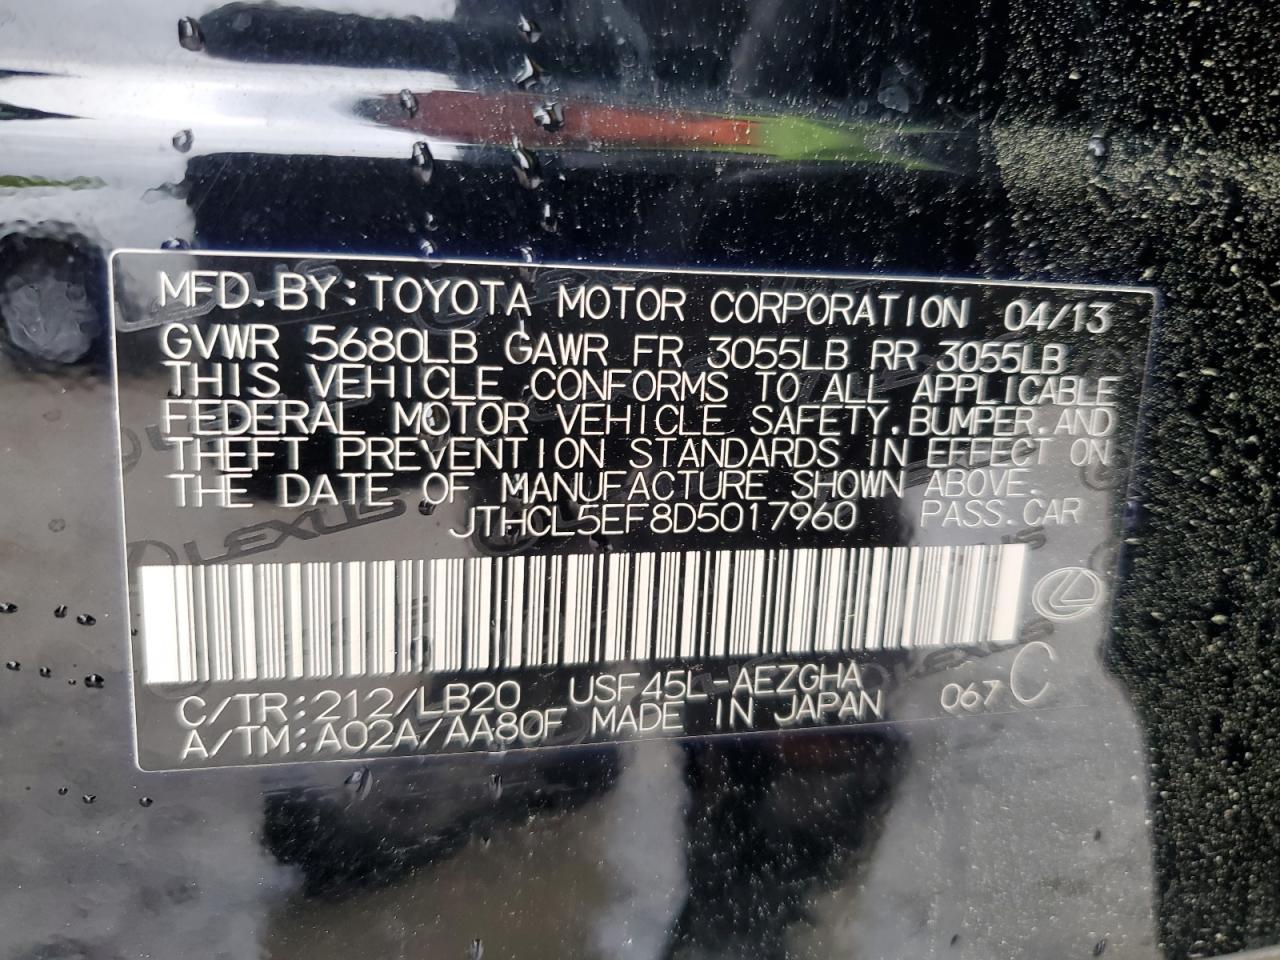 MFD. BY: TOYOTA MOTOR CORPORATION 04/13
GVWR 5680LB GAWR FR 3055LB RR 3055LB
THIS VEHICLE CONFORMS TO ALL APPLICABLE
FEDERAL MOTOR VEHICLE SAFETY, BUMPER, AND
THEFT PREVENTION STANDARDS IN EFFECT ON
THE DATE OF MANUFACTURE SHOWN ABOVE.
JTHCL5EF8D5017960 PASS. CAR
C/TR:212/LB20 USF45L-AEZGHA 067 C
A/TM:A02A/AA80F MADE IN JAPAN
LEXUS